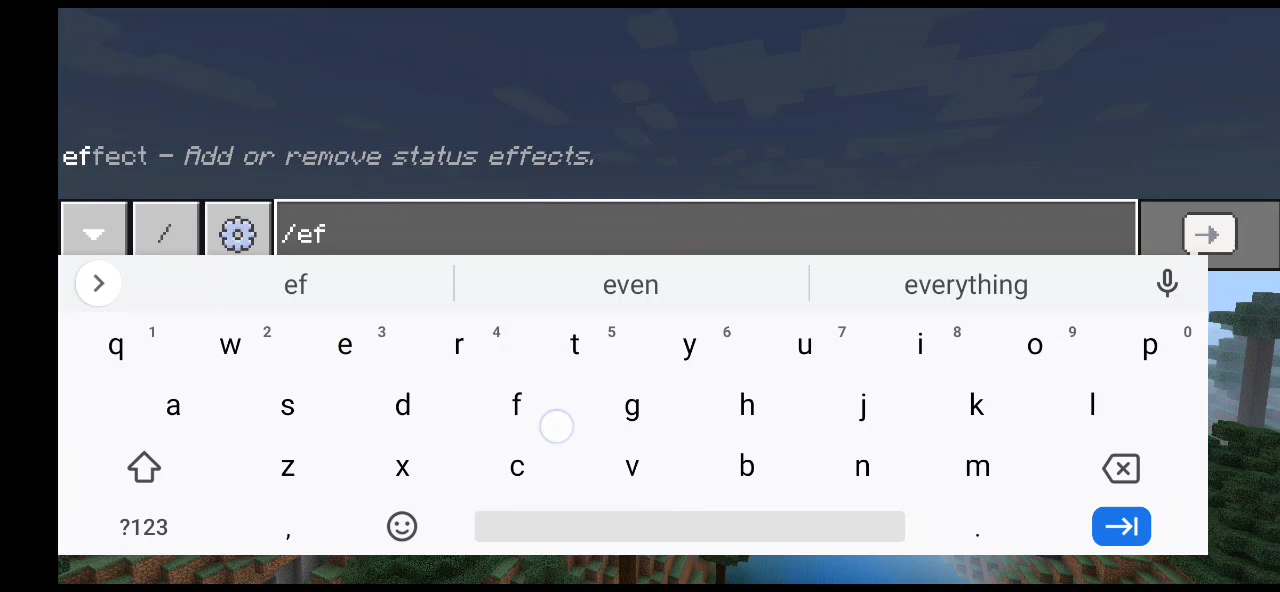 effect – Add or remove status effects.
/
/ef
ef even everything
q 1 w 2 e 3 r 4 t 5 y 6 u 7 i 8 o 9 p 0
a s d f g h j k l
z x c v b n m
?123 , .